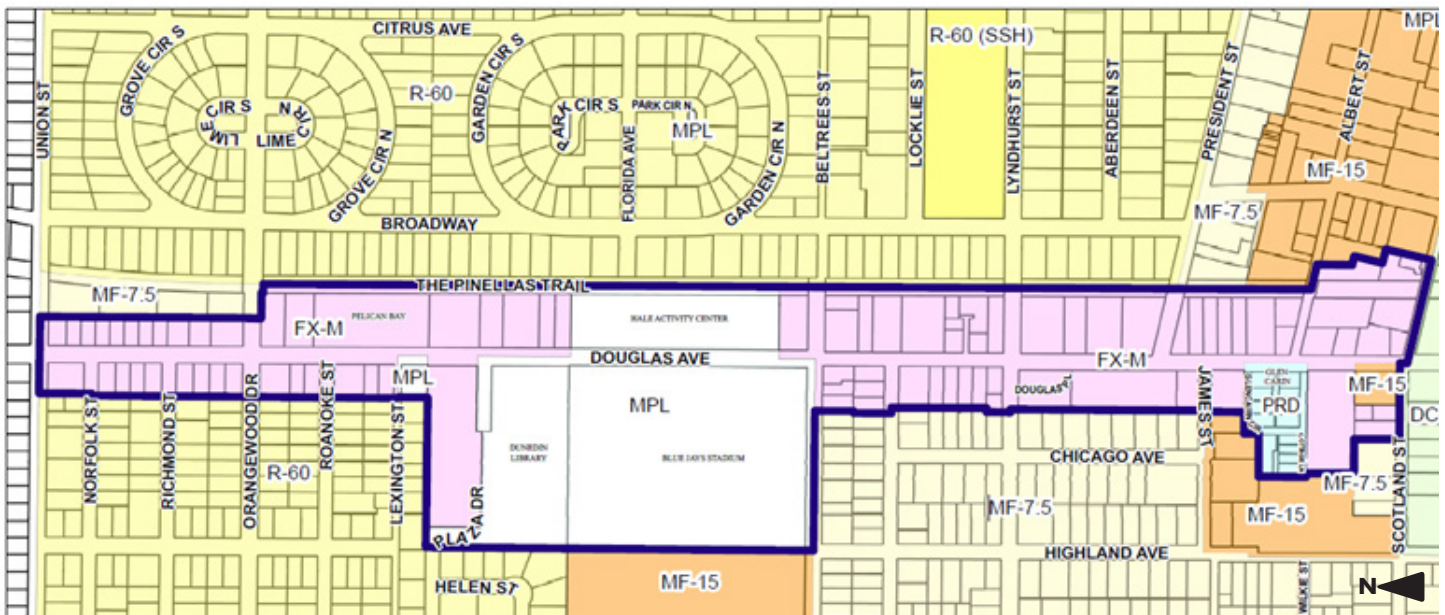 MPL
CITRUS AVE
R-60 (SSH)
GROVE CIR S
GARDEN CIR S
PRESIDENT ST
ALBERT ST
UNION ST
R-60
LIME CIR S
LIME CIR N
PARK CIR S
PARK CIR N
MPL
BELTREES ST
LOCKLIE ST
LYNDHURST ST
ABERDEEN ST
MF-15
GROVE CIR N
FLORIDA AVE
GARDEN CIR N
MF-7.5
BROADWAY
THE PINELLAS TRAIL
MF-7.5
PELICAN BAY
HALE ACTIVITY CENTER
FX-M
DOUGLAS AVE
FX-M
MPL
DOUGLAS PL
JAMES ST
GLEN CAIRN
PRD
MF-15
MPL
DC
NORFOLK ST
RICHMOND ST
ORANGEWOOD DR
ROANOKE ST
LEXINGTON ST
R-60
DUNEDIN
LIBRARY
BLUE JAYS STADIUM
CHICAGO AVE
MF-7.5
SCOTLAND ST
PLAZA DR
MF-7.5
MF-15
HIGHLAND AVE
HELEN ST
MF-15
WILKIE ST
N